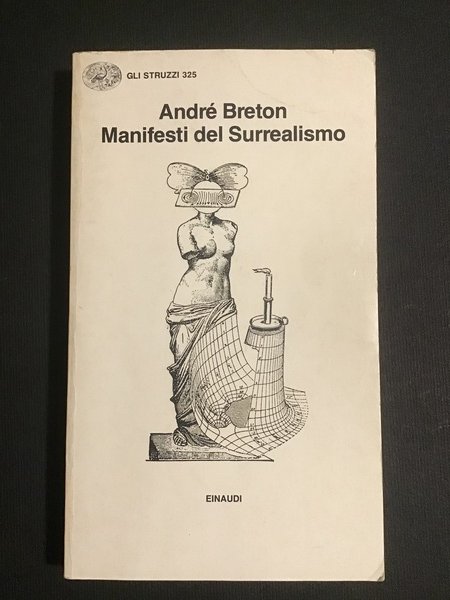 GLI STRUZZI 325
André Breton
Manifesti del Surrealismo
EINAUDI